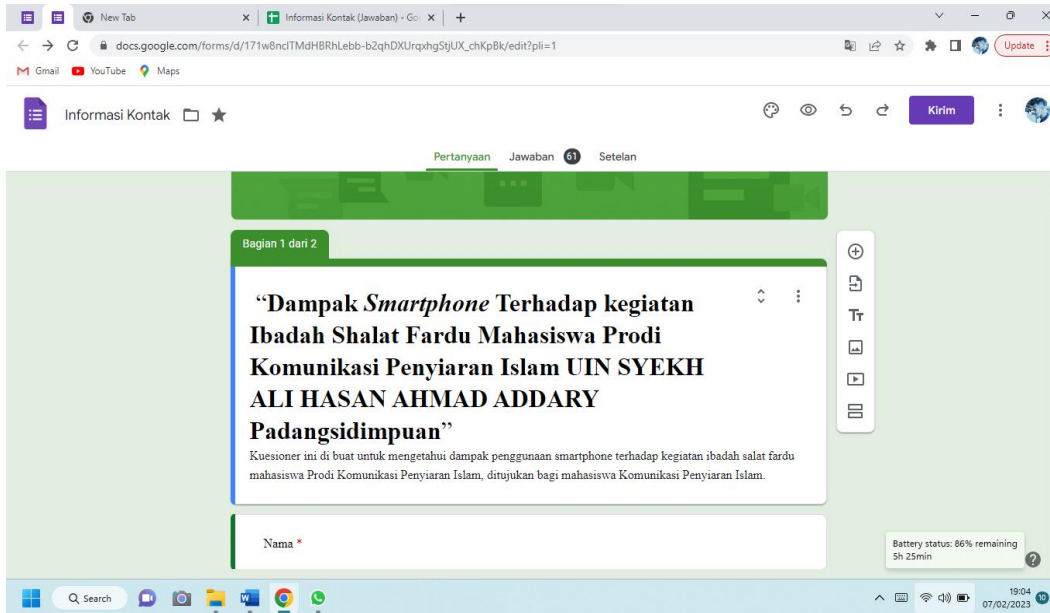 New Tab
Informasi Kontak (Jawaban) - Go
docs.google.com/forms/d/171w8nclTMdHBRhLebb-b2qhDXUrqxhgStjUX_chKpBk/edit?pli=1
Update
Gmail YouTube Maps
Informasi Kontak
Kirim
Pertanyaan Jawaban 61 Setelan
Bagian 1 dari 2
“Dampak Smartphone Terhadap kegiatan
Ibadah Shalat Fardu Mahasiswa Prodi
Komunikasi Penyiaran Islam UIN SYEKH
ALI HASAN AHMAD ADDARY
Padangsidimpuan”
Kuesioner ini di buat untuk mengetahui dampak penggunaan smartphone terhadap kegiatan ibadah salat fardu
mahasiswa Prodi Komunikasi Penyiaran Islam, ditujukan bagi mahasiswa Komunikasi Penyiaran Islam.
Nama *
Battery status: 86% remaining
5h 25min
Search
19:04
07/02/2023
10